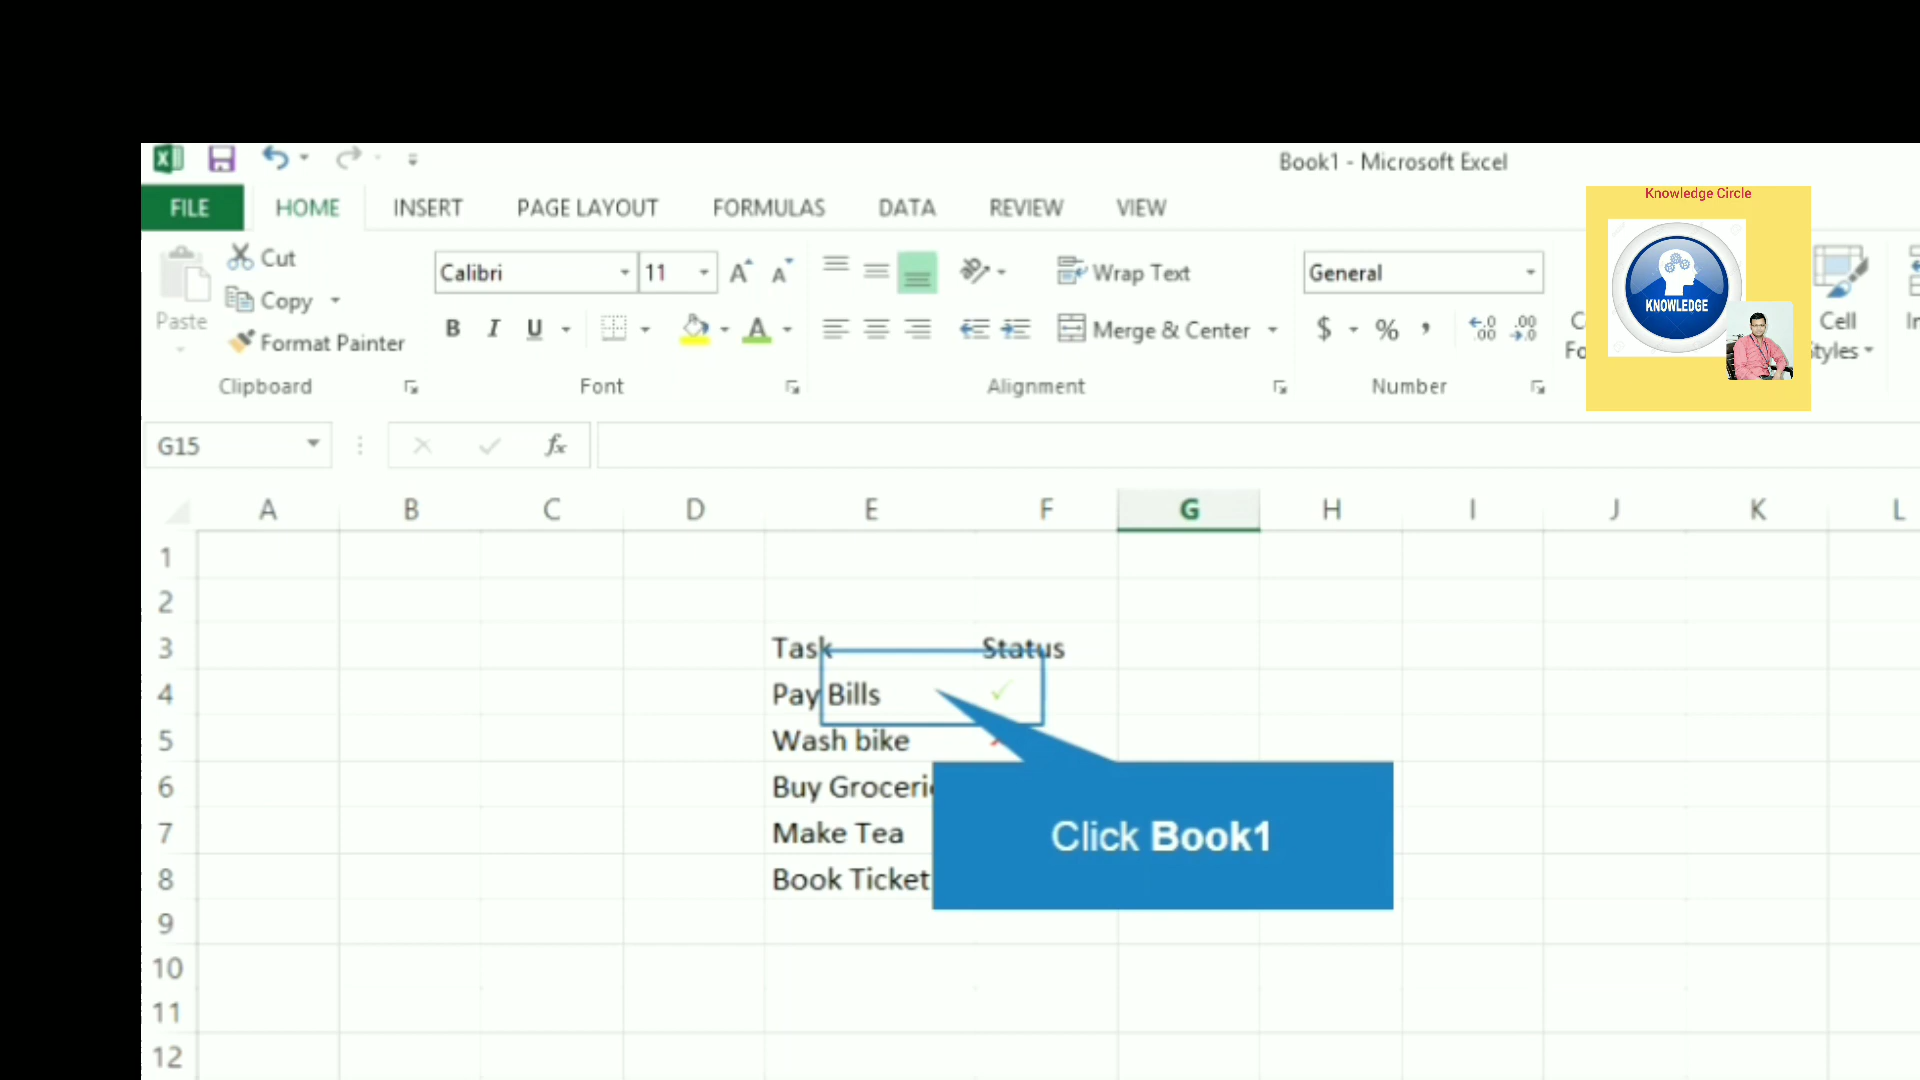 Book1 - Microsoft Excel
FILE HOME INSERT PAGE LAYOUT FORMULAS DATA REVIEW VIEW
Knowledge Circle
KNOWLEDGE
Paste
Cut
Copy
Format Painter
Clipboard
Calibri 11
B I U A
Font
Wrap Text
Merge & Center
Alignment
General
$ % ,
Number
Cell
G15
fx
A B C D E F G H I J K L
1
2
3 Task Status
4 Pay Bills ✓
5 Wash bike
6 Buy Groceri
7 Make Tea
8 Book Ticket
9
10
11
12
Click Book1